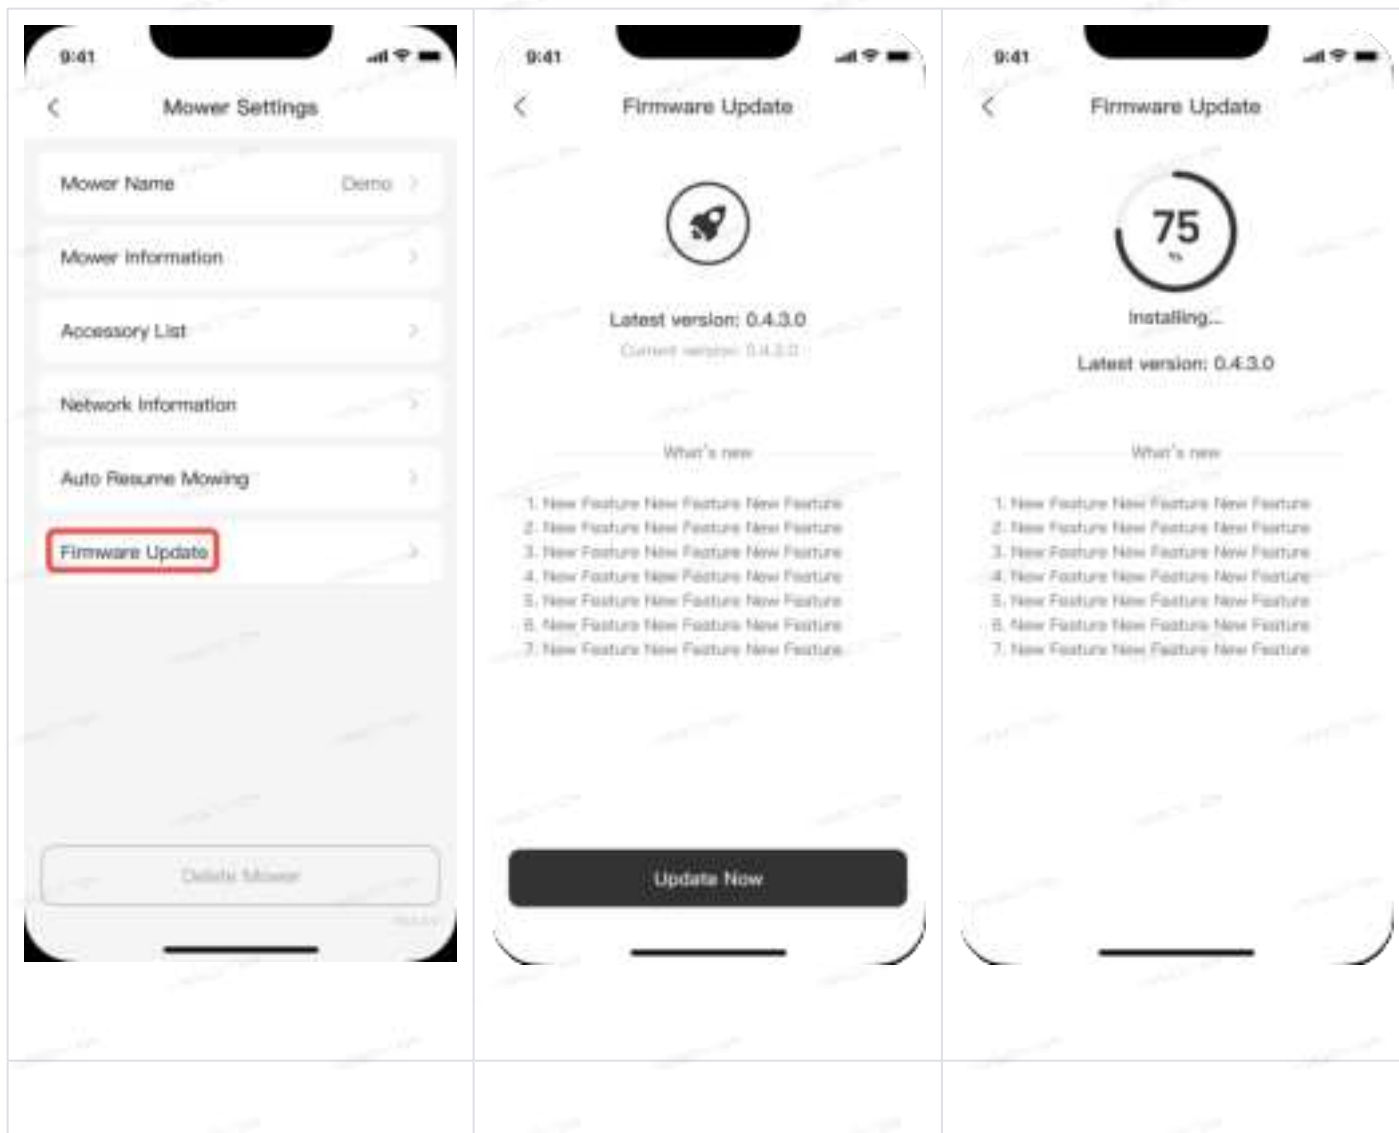 9:41
Mower Settings
Mower Name Demo
Mower Information
Accessory List
Network Information
Auto Resume Mowing
Firmware Update
Delete Mower
9:41
Firmware Update
Latest version: 0.4.3.0
Current version:
What's new
1. New Feature New Feature New Feature
2. New Feature New Feature New Feature
3. New Feature New Feature New Feature
4. New Feature New Feature New Feature
5. New Feature New Feature New Feature
6. New Feature New Feature New Feature
7. New Feature New Feature New Feature
Update Now
9:41
Firmware Update
75
%
Installing...
Latest version: 0.4.3.0
What's new
1. New Feature New Feature New Feature
2. New Feature New Feature New Feature
3. New Feature New Feature New Feature
4. New Feature New Feature New Feature
5. New Feature New Feature New Feature
6. New Feature New Feature New Feature
7. New Feature New Feature New Feature